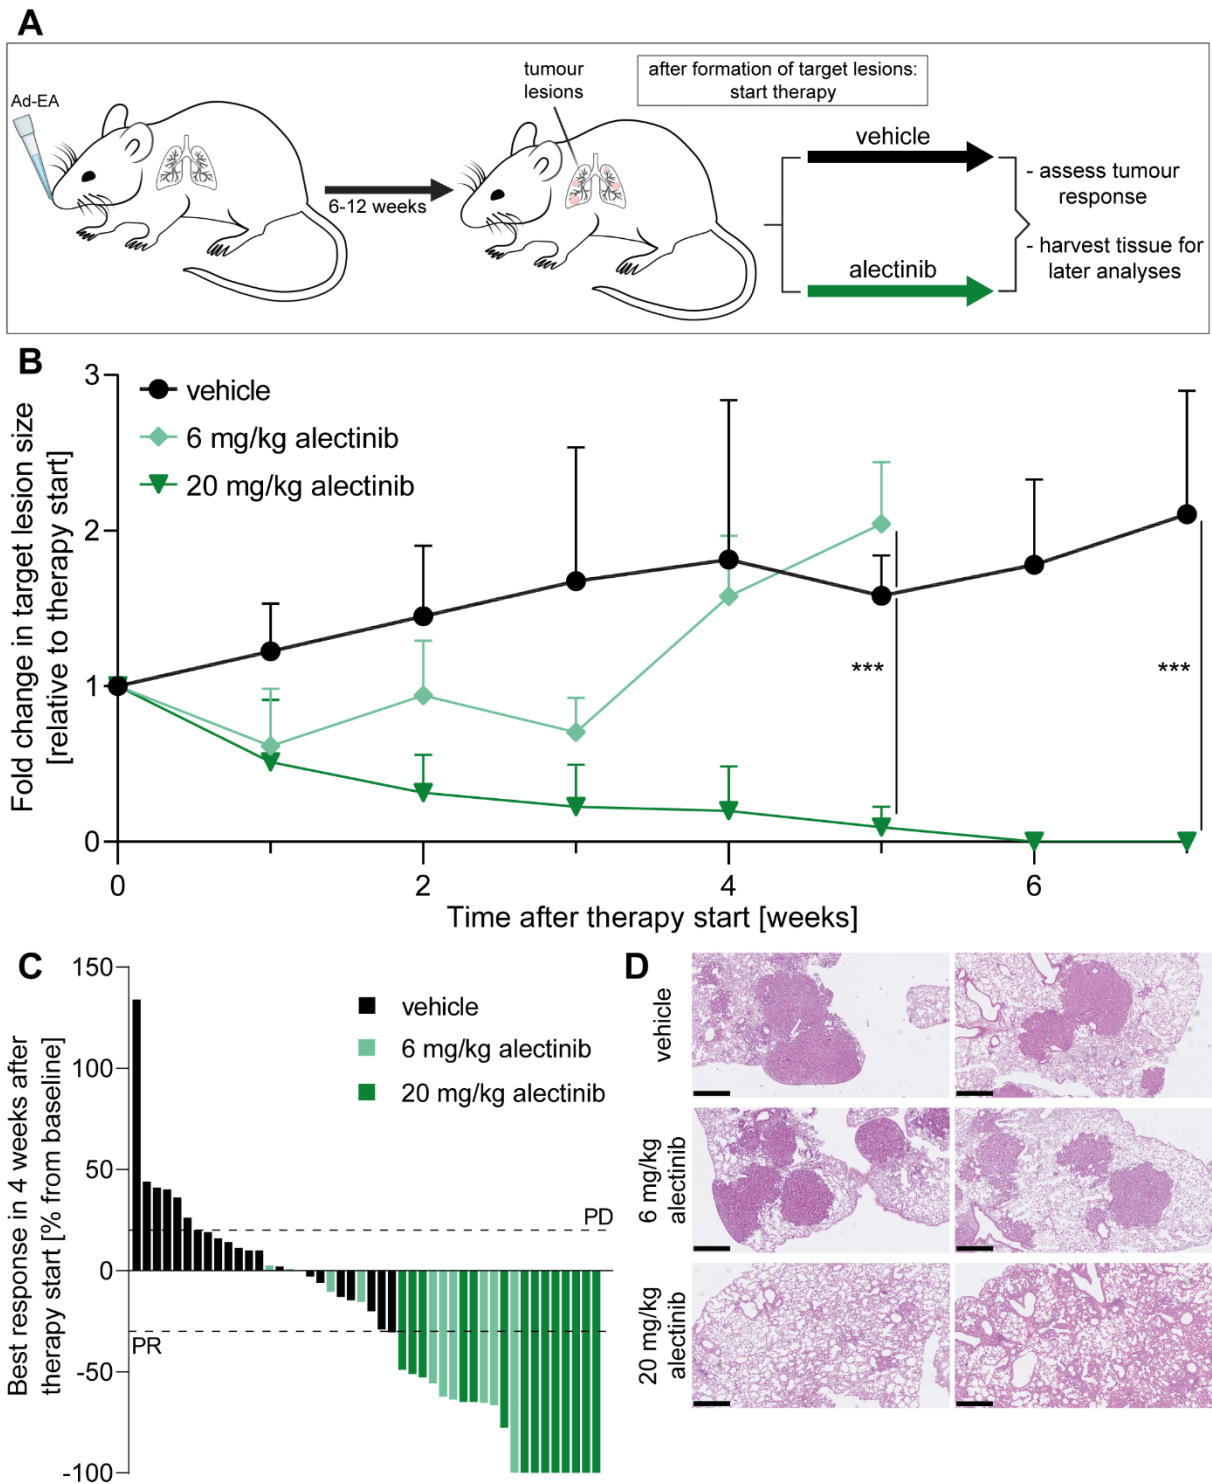 A
Ad-EA
6-12 weeks
tumour
lesions
after formation of target lesions:
start therapy
vehicle
alectinib
- assess tumour
response
- harvest tissue for
later analyses
B
Fold change in target lesion size
[relative to therapy start]
3
2
1
0
vehicle
6 mg/kg alectinib
20 mg/kg alectinib
***
***
0
2
4
6
Time after therapy start [weeks]
C
Best response in 4 weeks after
therapy start [% from baseline]
150
100
50
0
-50
-100
vehicle
6 mg/kg alectinib
20 mg/kg alectinib
PD
PR
D
vehicle
6 mg/kg
alectinib
20 mg/kg
alectinib